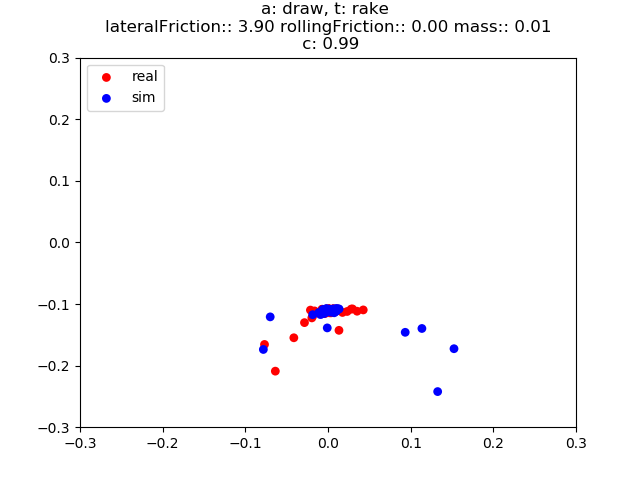 a: draw, t: rake
lateralFriction:: 3.90 rollingFriction:: 0.00 mass:: 0.01
c: 0.99
real
sim
0.3
0.2
0.1
0.0
−0.1
−0.2
−0.3
−0.3
−0.2
−0.1
0.0
0.1
0.2
0.3